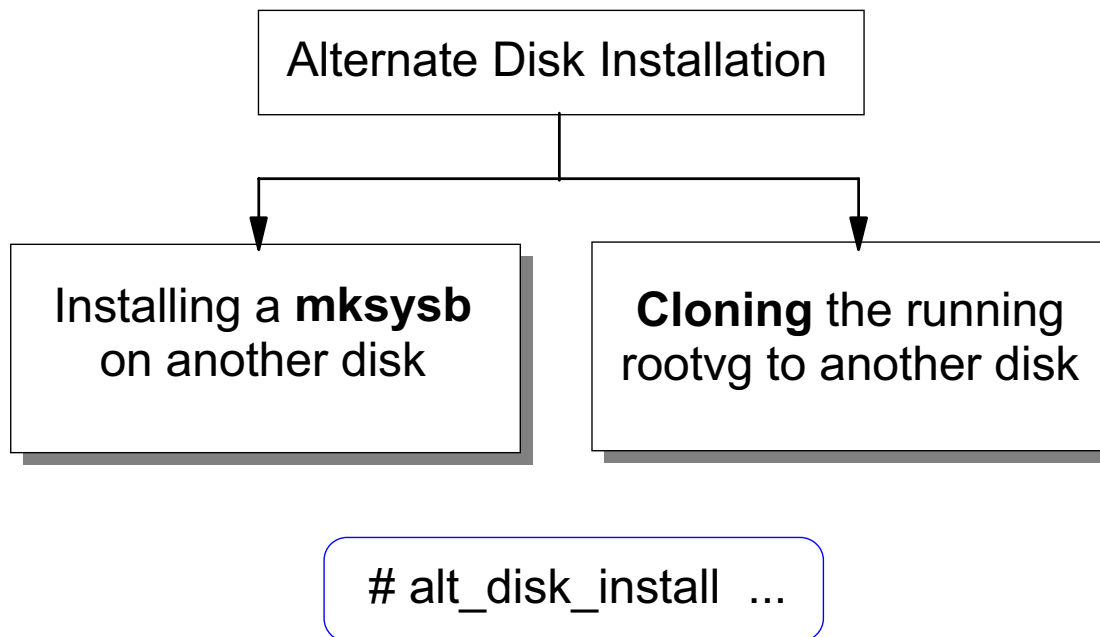 Alternate Disk Installation
Installing a mksysb
on another disk
Cloning the running
rootvg to another disk
# alt_disk_install ...